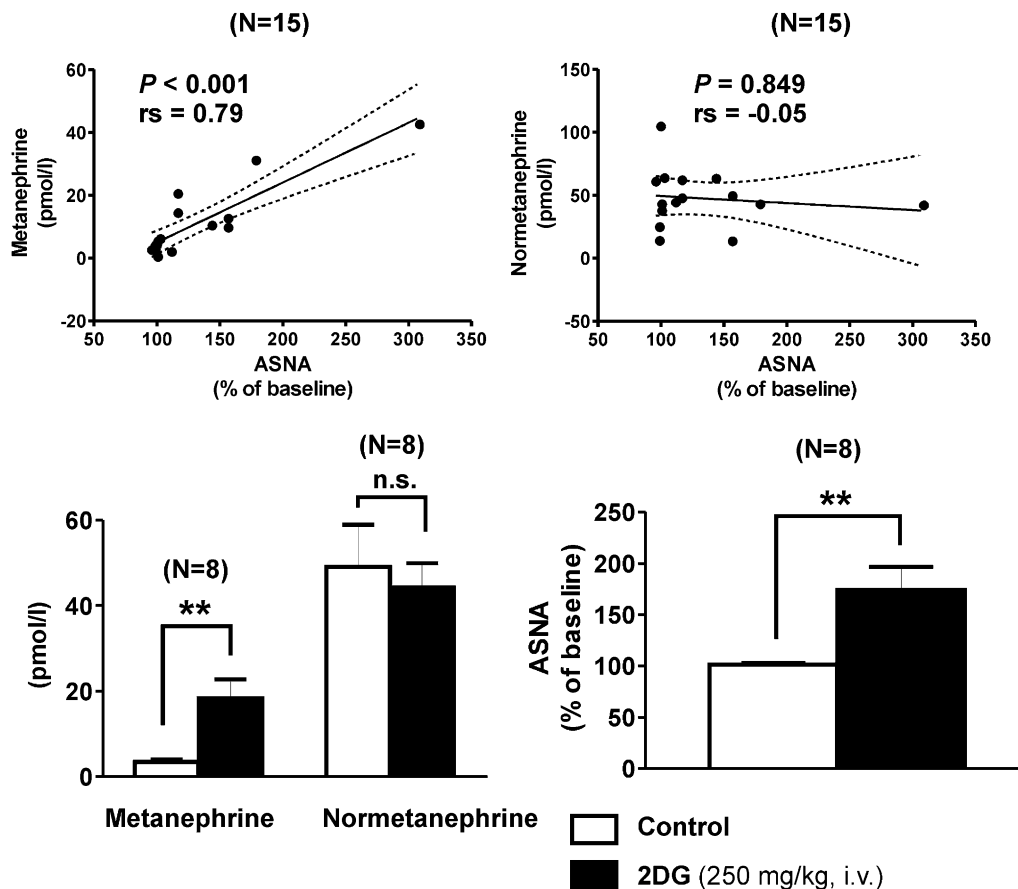 (N=15)
P < 0.001
rs = 0.79
Metanephrine
(pmol/l)
60
40
20
0
-20
50
100
150
200
250
300
350
ASNA
(% of baseline)
(N=15)
P = 0.849
rs = -0.05
Normetanephrine
(pmol/l)
150
100
50
0
-50
50
100
150
200
250
300
350
ASNA
(% of baseline)
(N=8)
n.s.
(N=8)
**
(pmol/l)
60
40
20
0
Metanephrine
Normetanephrine
(N=8)
**
ASNA
(% of baseline)
250
200
150
100
50
0
Control
2DG (250 mg/kg, i.v.)